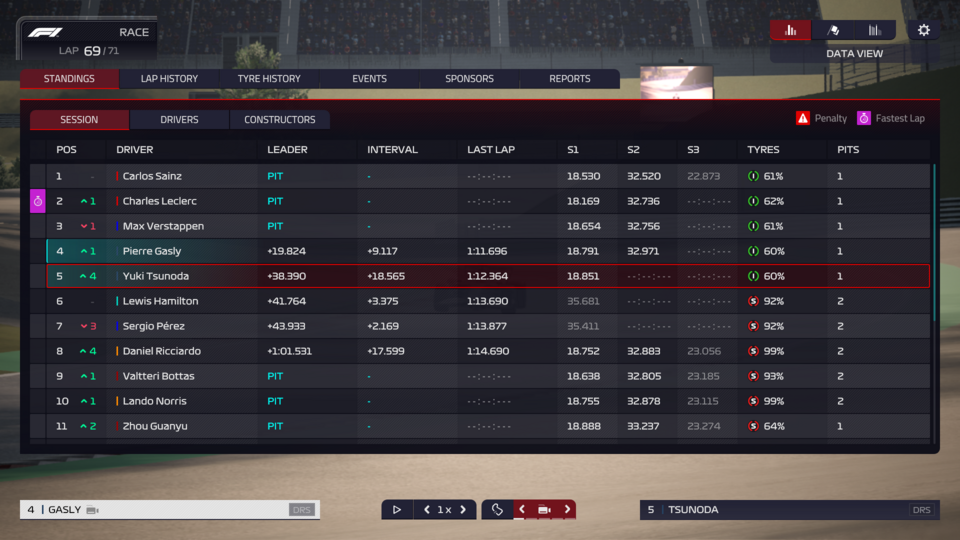 F1 RACE
LAP 69/71
DATA VIEW
STANDINGS LAP HISTORY TYRE HISTORY EVENTS SPONSORS REPORTS
SESSION DRIVERS CONSTRUCTORS Penalty Fastest Lap
POS DRIVER LEADER INTERVAL LAST LAP S1 S2 S3 TYRES PITS
1 - Carlos Sainz PIT - --:--:--- 18.530 32.520 22.873 I 61% 1
2 1 Charles Leclerc PIT - --:--:--- 18.169 32.736 --:--:--- I 62% 1
3 1 Max Verstappen PIT - --:--:--- 18.654 32.756 --:--:--- I 61% 1
4 1 Pierre Gasly +19.824 +9.117 1:11.696 18.791 32.971 --:--:--- I 60% 1
5 4 Yuki Tsunoda +38.390 +18.565 1:12.364 18.851 --:--:--- --:--:--- I 60% 1
6 - Lewis Hamilton +41.764 +3.375 1:13.690 35.681 --:--:--- --:--:--- S 92% 2
7 3 Sergio Pérez +43.933 +2.169 1:13.877 35.411 --:--:--- --:--:--- S 92% 2
8 4 Daniel Ricciardo +1:01.531 +17.599 1:14.690 18.752 32.883 23.056 S 99% 2
9 1 Valtteri Bottas PIT - --:--:--- 18.638 32.805 23.185 S 93% 2
10 1 Lando Norris PIT - --:--:--- 18.755 32.878 23.115 S 99% 2
11 2 Zhou Guanyu PIT - --:--:--- 18.888 33.237 23.274 S 64% 1
4 GASLY DRS 1x 5 TSUNODA DRS